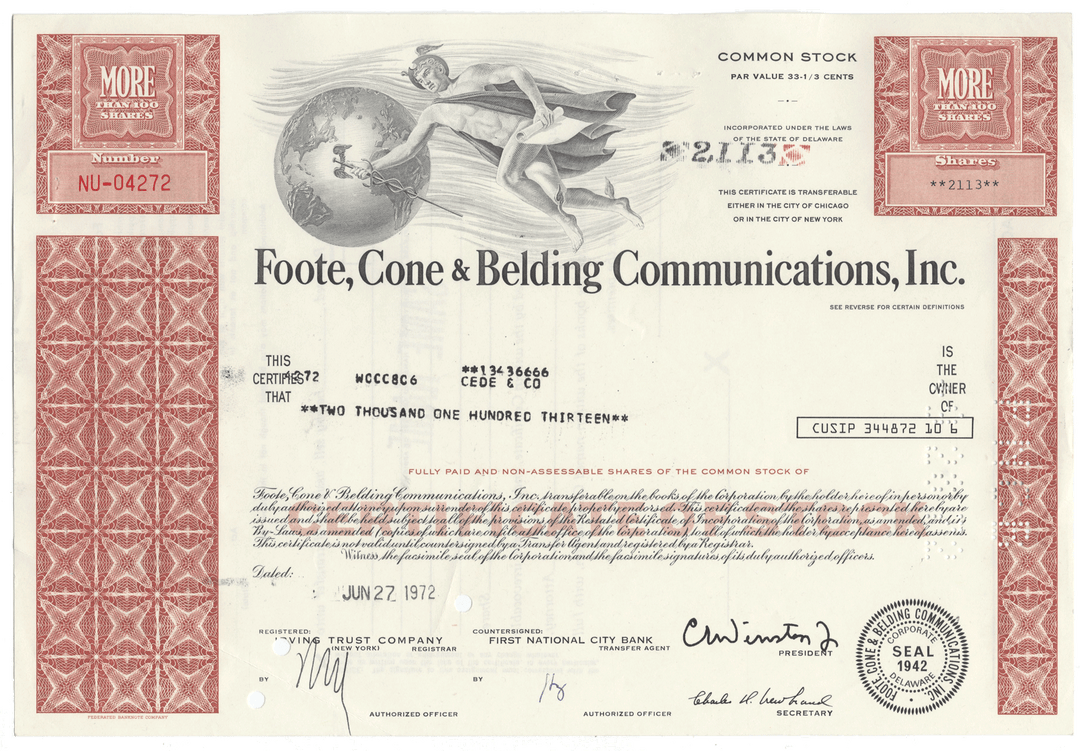 MORE
THAN 100
SHARES
Number
NU-04272
COMMON STOCK
PAR VALUE 33-1/3 CENTS
INCORPORATED UNDER THE LAWS
OF THE STATE OF DELAWARE
2113
THIS CERTIFICATE IS TRANSFERABLE
EITHER IN THE CITY OF CHICAGO
OR IN THE CITY OF NEW YORK
MORE
THAN 100
SHARES
Shares
**2113**
Foote, Cone & Belding Communications, Inc.
SEE REVERSE FOR CERTAIN DEFINITIONS
THIS
CERTIFIES
THAT
272 WCCC8C6 **13436666
CEDE & CO
**TWO THOUSAND ONE HUNDRED THIRTEEN**
IS
THE
OWNER
OF
CUSIP 344872 10 6
FULLY PAID AND NON-ASSESSABLE SHARES OF THE COMMON STOCK OF
Foote, Cone & Belding Communications, Inc. transferable on the books of the Corporation by the holder hereof in person or by
duly authorized attorney upon surrender of this certificate properly endorsed. This certificate and the shares represented hereby are
issued and shall be held subject to all of the provisions of the Restated Certificate of Incorporation of the Corporation, as amended, and its
By-Laws, as amended (copies of which are on file at the office of the Corporation), to all of which the holder by acceptance hereof assents.
This certificate is not valid until countersigned by a Transfer Agent and registered by a Registrar.
Witness, the facsimile seal of the Corporation and the facsimile signatures of its duly authorized officers.
Dated:
JUN 27 1972
REGISTERED:
IRVING TRUST COMPANY
(NEW YORK) REGISTRAR
BY
AUTHORIZED OFFICER
COUNTERSIGNED:
FIRST NATIONAL CITY BANK
TRANSFER AGENT
BY
AUTHORIZED OFFICER
PRESIDENT
SECRETARY
FOOTE, CONE & BELDING COMMUNICATIONS, INC.
CORPORATE
SEAL
1942
DELAWARE
FEDERATED BANKNOTE COMPANY